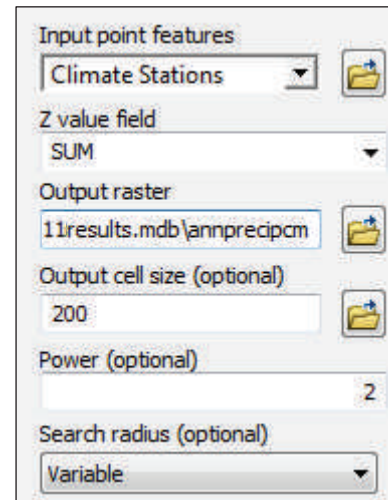 Input point features
Climate Stations
Z value field
SUM
Output raster
11results.mdb\annprecipcm
Output cell size (optional)
200
Power (optional)
2
Search radius (optional)
Variable